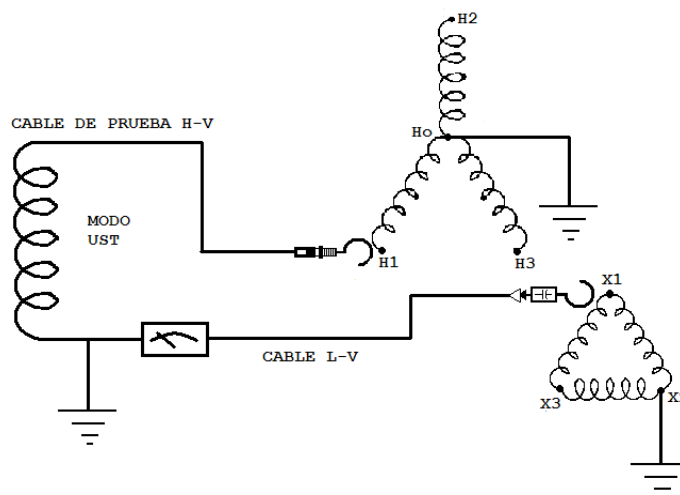 H2
CABLE DE PRUEBA H-V
Ho
MODO
UST
H1
H3
X1
CABLE L-V
X3